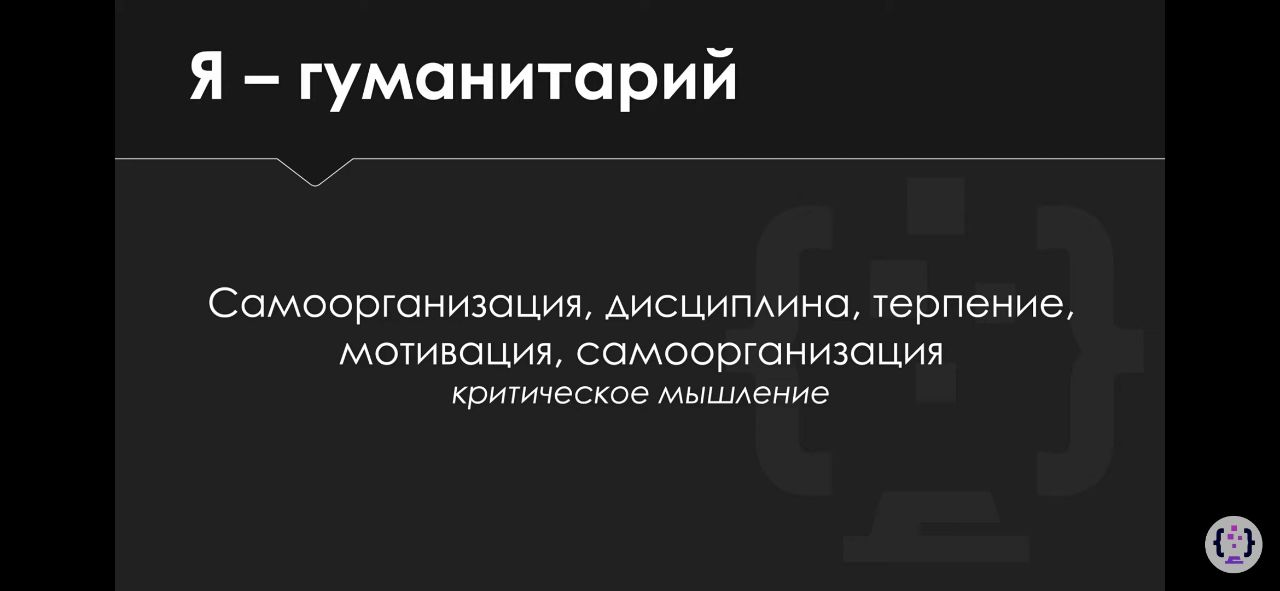 Я – гуманитарий
Самоорганизация, дисциплина, терпение,
мотивация, самоорганизация
критическое мышление